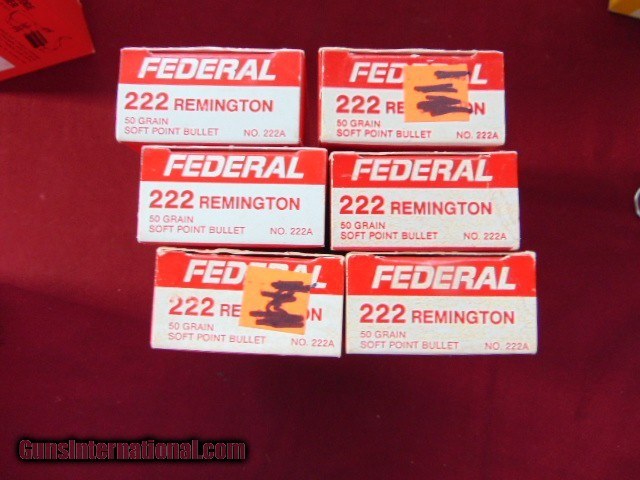 FEDERAL
222 REMINGTON
50 GRAIN
SOFT POINT BULLET NO. 222A
FEDERAL
222 RE
50 GRAIN
SOFT POINT BULLET NO. 222A
FEDERAL
222 REMINGTON
50 GRAIN
SOFT POINT BULLET NO. 222A
FEDERAL
222 REMINGTON
50 GRAIN
SOFT POINT BULLET NO. 222A
FEDERAL
222 RE TON
50 GRAIN
SOFT POINT BULLET NO. 222A
FEDERAL
222 REMINGTON
50 GRAIN
SOFT POINT BULLET NO. 222A
GunsInternational.com